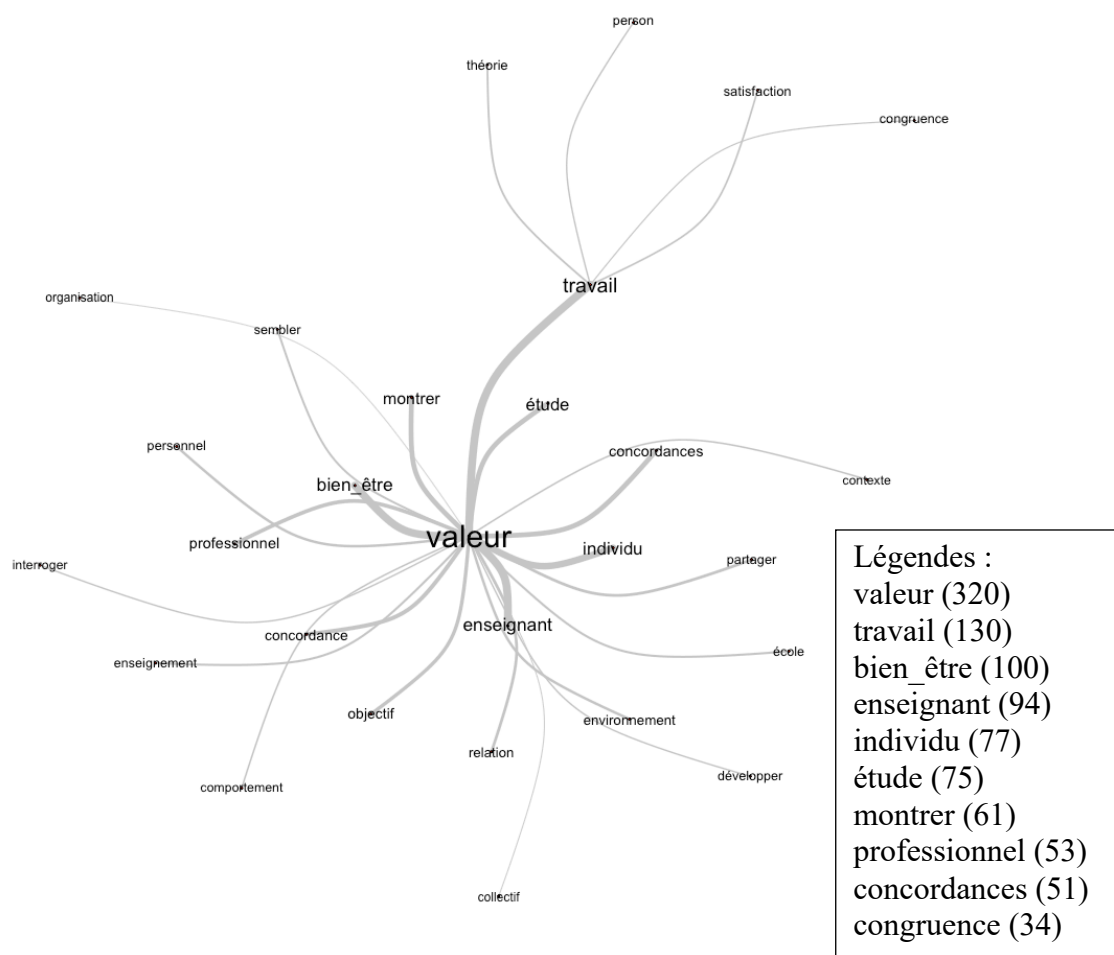 person
théorie
satisfaction
congruence
travail
organisation
sembler
montrer
étude
personnel
concordances
bien_être
contexte
valeur
professionnel
individu
partager
interroger
enseignant
concordance
école
enseignement
objectif
environnement
relation
développer
comportement
collectif
Légendes :
valeur (320)
travail (130)
bien_être (100)
enseignant (94)
individu (77)
étude (75)
montrer (61)
professionnel (53)
concordances (51)
congruence (34)